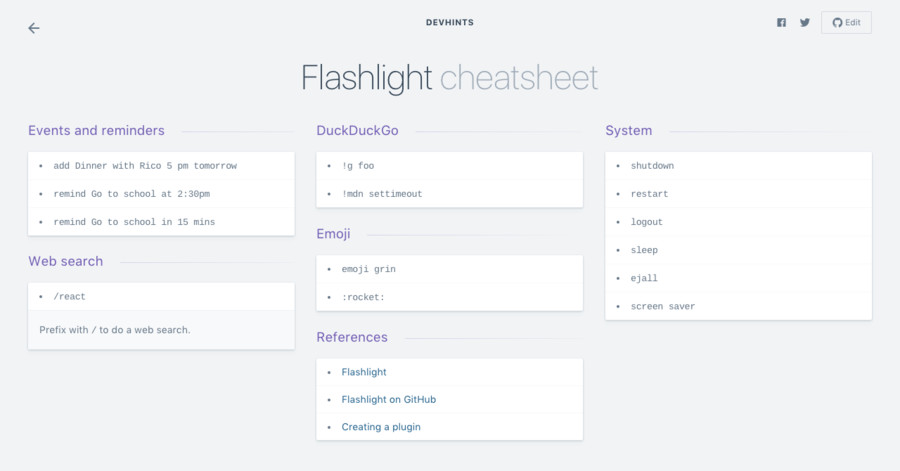 DEVHINTS
Edit
Flashlight cheatsheet
Events and reminders
add Dinner with Rico 5 pm tomorrow
remind Go to school at 2:30pm
remind Go to school in 15 mins
Web search
/react
Prefix with / to do a web search.
DuckDuckGo
!g foo
!mdn settimeout
Emoji
emoji grin
:rocket:
References
Flashlight
Flashlight on GitHub
Creating a plugin
System
shutdown
restart
logout
sleep
ejall
screen saver